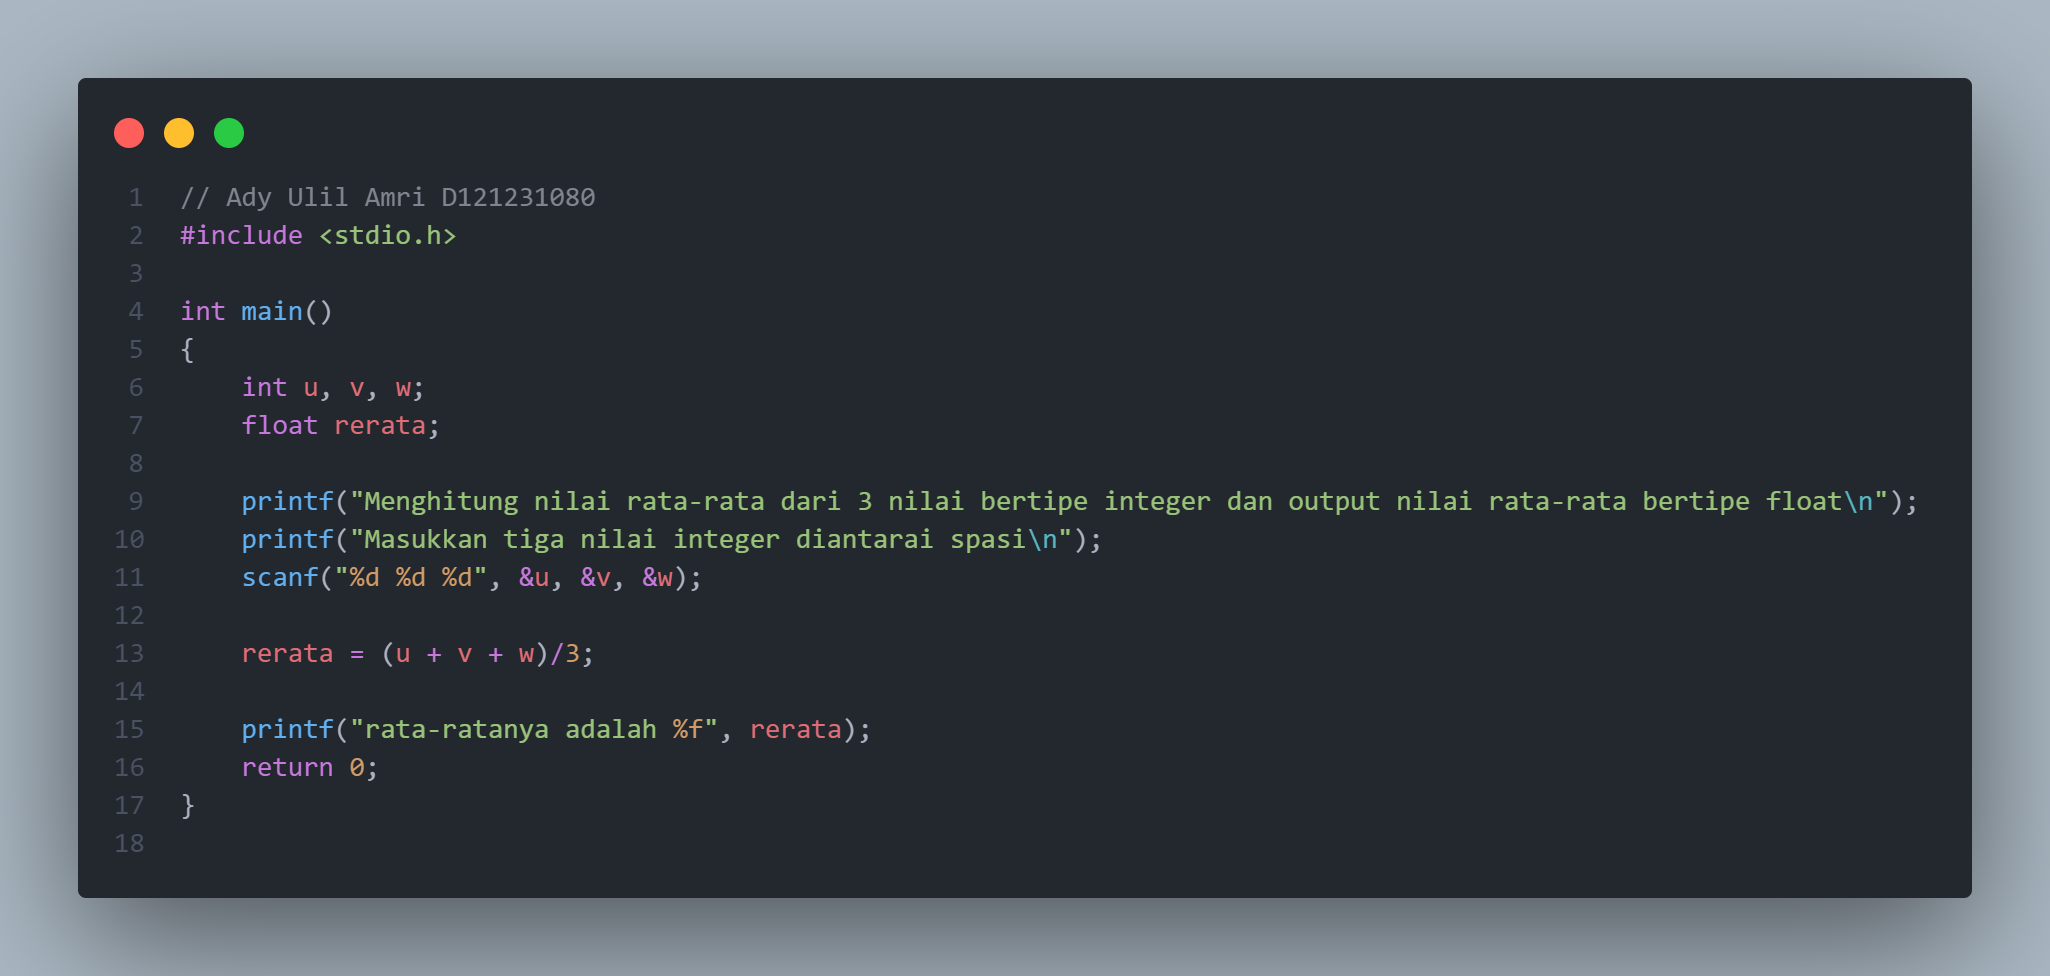 1 // Ady Ulil Amri D121231080
2 #include <stdio.h>
3
4 int main()
5 {
6     int u, v, w;
7     float rerata;
8
9     printf("Menghitung nilai rata-rata dari 3 nilai bertipe integer dan output nilai rata-rata bertipe float\n");
10     printf("Masukkan tiga nilai integer diantarai spasi\n");
11     scanf("%d %d %d", &u, &v, &w);
12
13     rerata = (u + v + w)/3;
14
15     printf("rata-ratanya adalah %f", rerata);
16     return 0;
17 }
18